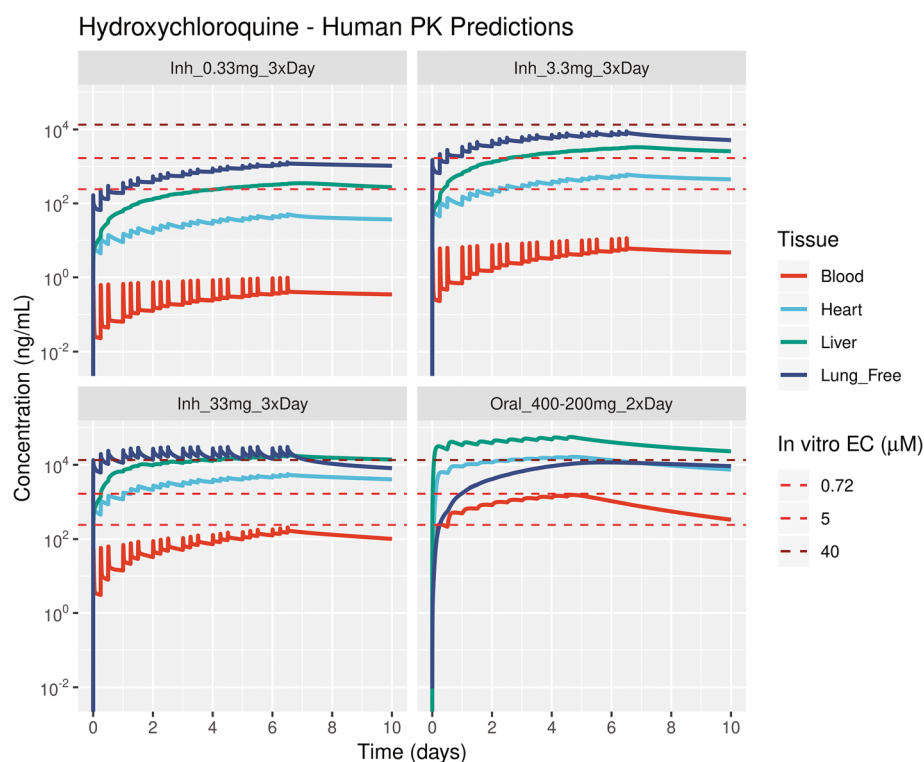 Hydroxychloroquine - Human PK Predictions
Inh_0.33mg_3xDay
Inh_3.3mg_3xDay
10^4
10^2
10^0
10^-2
Inh_33mg_3xDay
Oral_400-200mg_2xDay
10^4
10^2
10^0
10^-2
0 2 4 6 8 10
0 2 4 6 8 10
Time (days)
Concentration (ng/mL)
Tissue
Blood
Heart
Liver
Lung_Free
In vitro EC (μM)
0.72
5
40